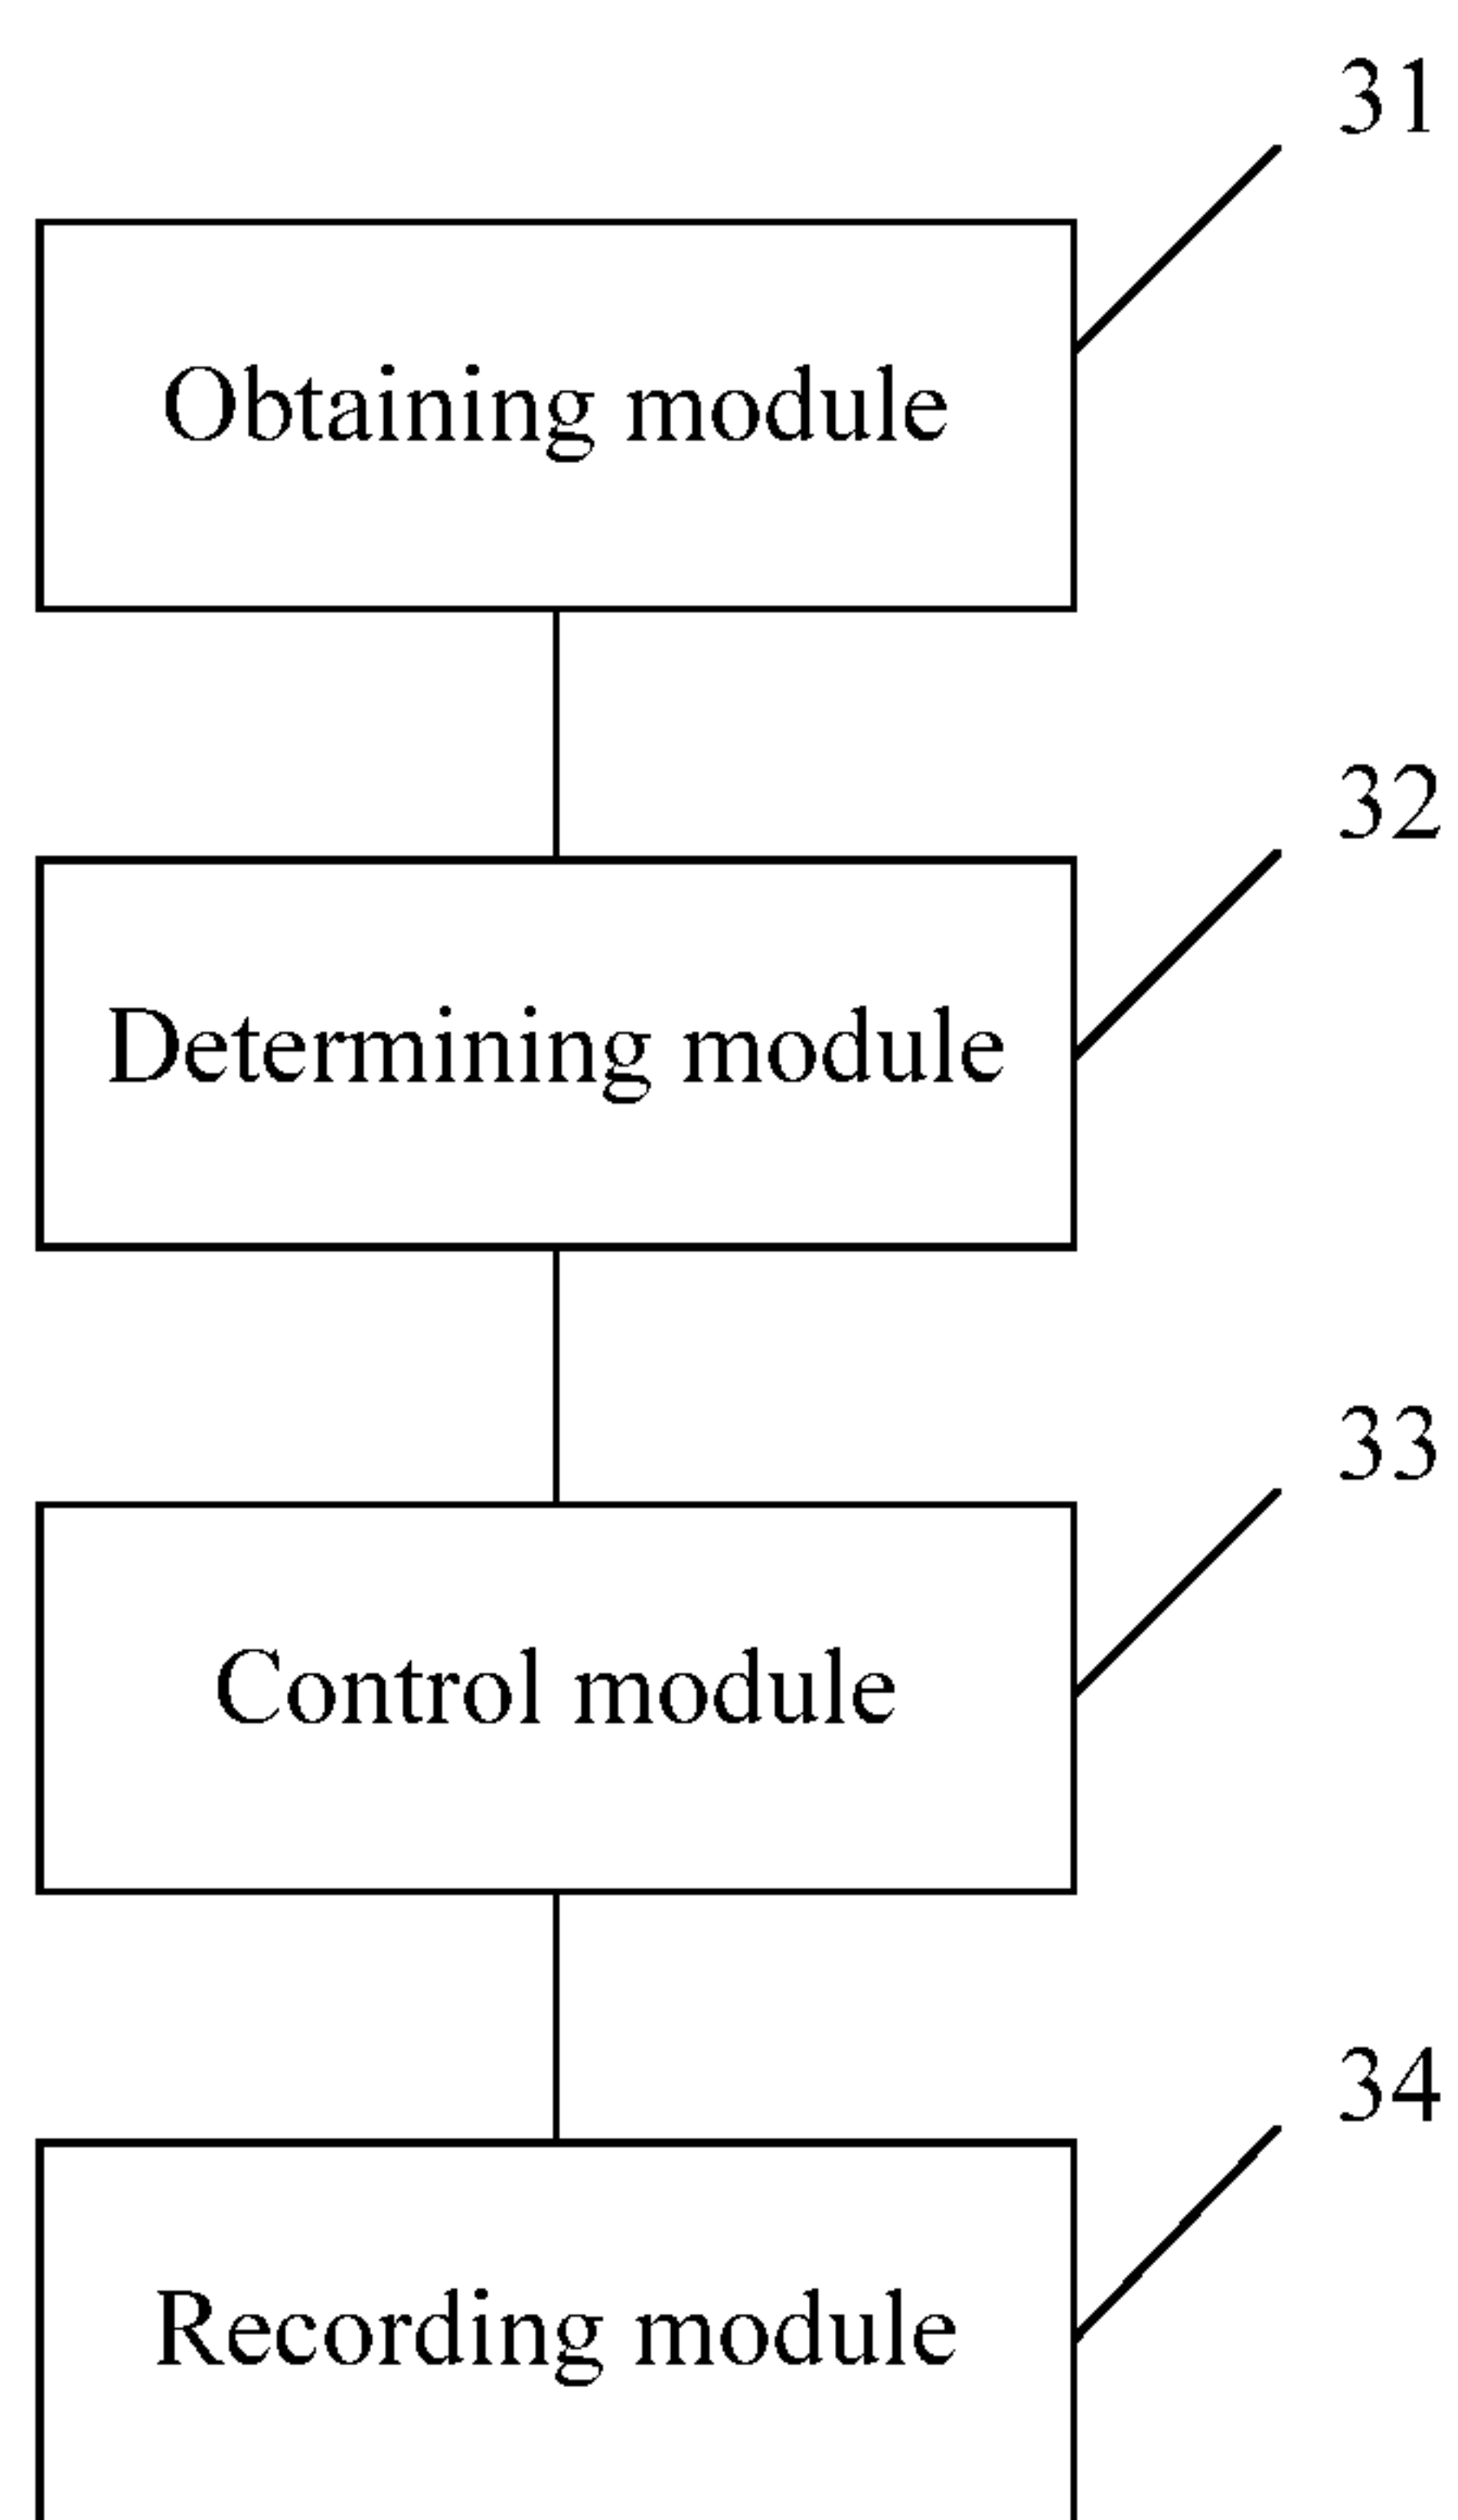 31
Obtaining module
32
Determining module
33
Control module
34
Recording module